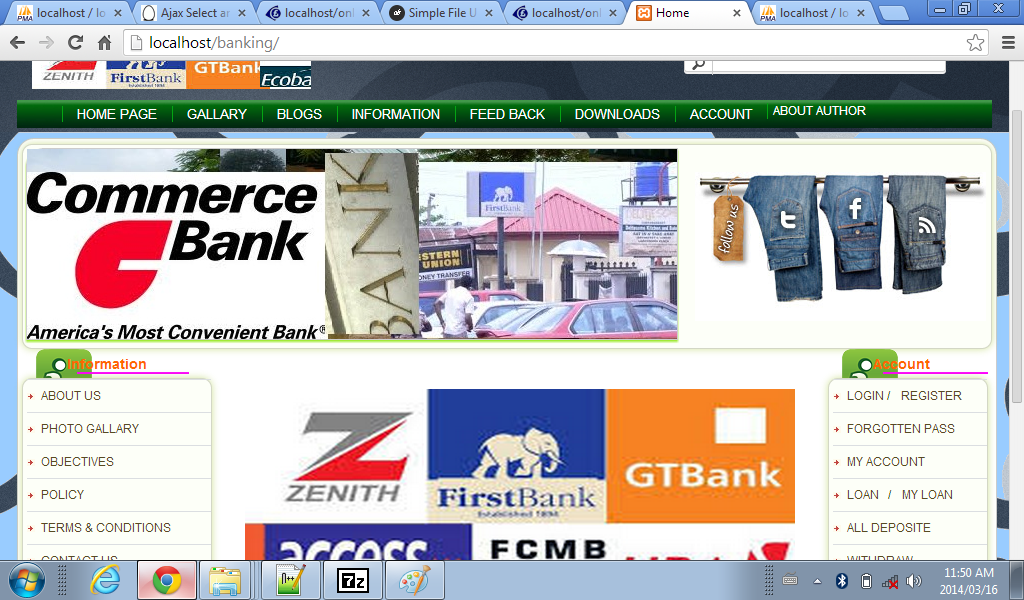 localhost / lo
Ajax Select an
localhost/onl
Simple File U
localhost/onl
Home
localhost / lo
localhost/banking/
ZENITH
FirstBank
GTBank
Ecoba
HOME PAGE
GALLARY
BLOGS
INFORMATION
FEED BACK
DOWNLOADS
ACCOUNT
ABOUT AUTHOR
Commerce
Bank
America's Most Convenient Bank®
BANK
FirstBank
ESTERN
UNION
ONEY TRANSFER
follow us
Information
ABOUT US
PHOTO GALLARY
OBJECTIVES
POLICY
TERMS & CONDITIONS
CONTACT US
ZENITH
FirstBank
Established 1894
GTBank
access
FCMB
UBA
Account
LOGIN / REGISTER
FORGOTTEN PASS
MY ACCOUNT
LOAN / MY LOAN
ALL DEPOSITE
WITHDRAW
7z
11:50 AM
2014/03/16